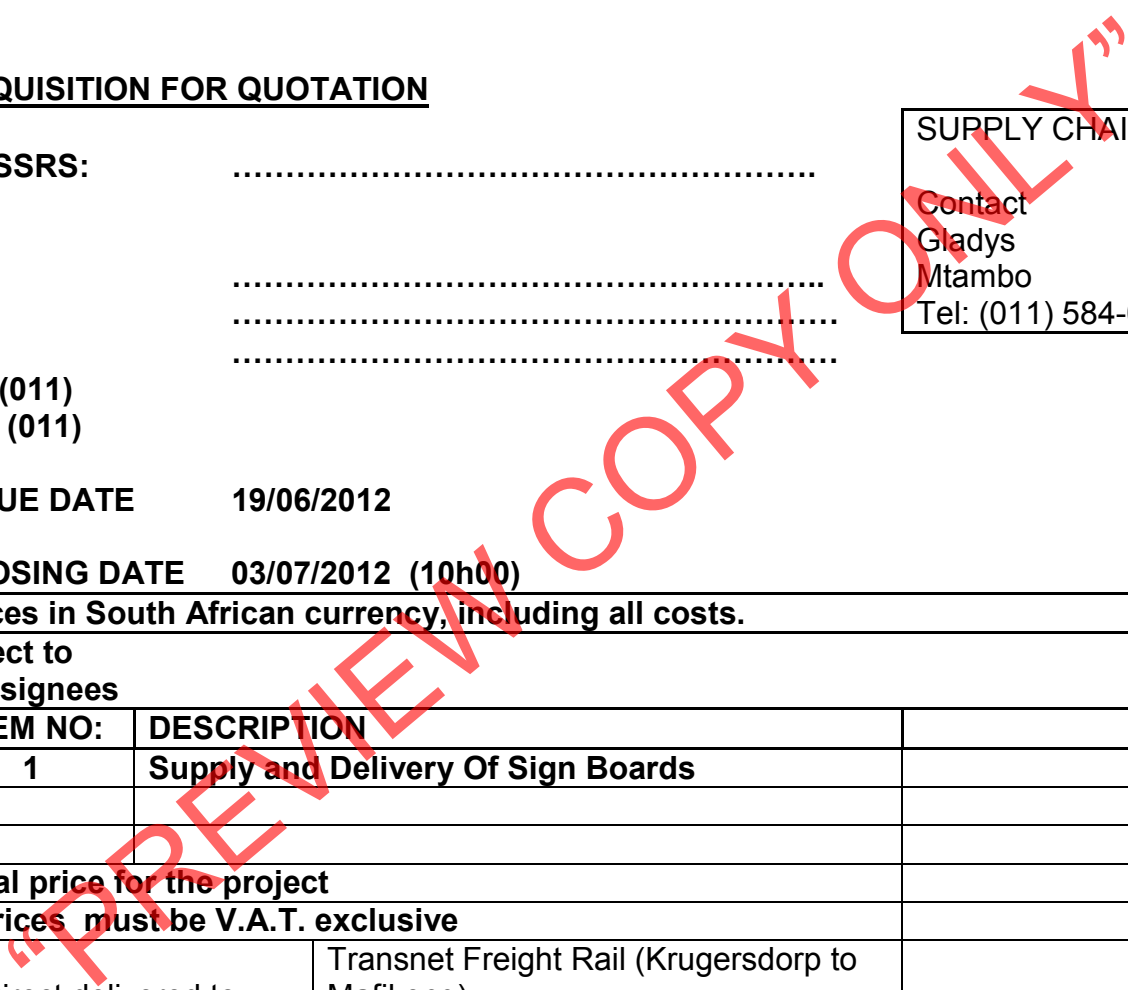 QUISITION FOR QUOTATION
SUPPLY CHAI
SSRS: …………………………………………………….
Contact
Gladys
Mtambo
Tel: (011) 584-
……………………………………………………..
………………………………………………………
………………………………………………………
(011)
(011)
UE DATE 19/06/2012
OSING DATE 03/07/2012 (10h00)
ces in South African currency, including all costs.
ect to
signees
EM NO: DESCRIPTION
1 Supply and Delivery Of Sign Boards
al price for the project
rices must be V.A.T. exclusive
Transnet Freight Rail (Krugersdorp to
“PREVIEW COPY ONLY”